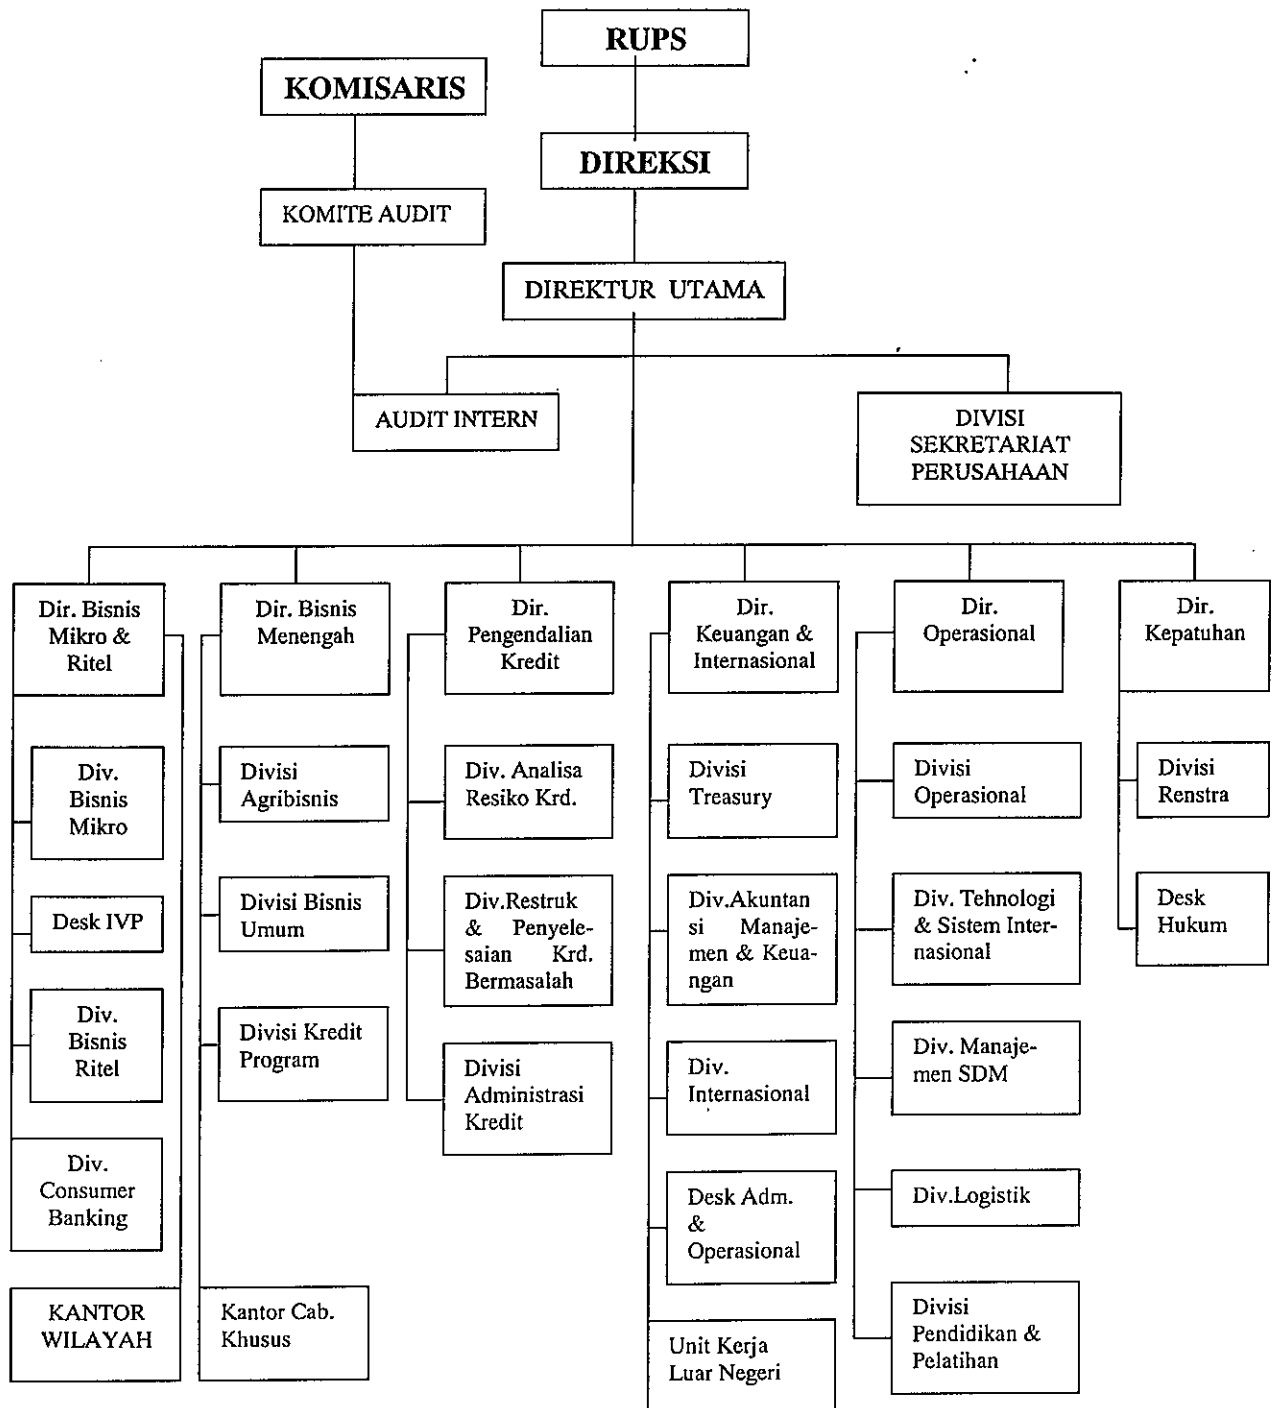 RUPS
KOMISARIS
DIREKSI
KOMITE AUDIT
DIREKTUR UTAMA
AUDIT INTERN
DIVISI
SEKRETARIAT
PERUSAHAAN
Dir. Bisnis
Mikro &
Ritel
Dir. Bisnis
Menengah
Dir.
Pengendalian
Kredit
Dir.
Keuangan &
Internasional
Dir.
Operasional
Dir.
Kepatuhan
Div.
Bisnis
Mikro
Divisi
Agribisnis
Div. Analisa
Resiko Krd.
Divisi
Treasury
Divisi
Operasional
Divisi
Renstra
Desk IVP
Divisi Bisnis
Umum
Div.Restruk
& Penyele-
saian Krd.
Bermasalah
Div.Akuntan
si Manaje-
men & Keua-
ngan
Div. Tehnologi
& Sistem Inter-
nasional
Desk
Hukum
Div.
Bisnis
Ritel
Divisi Kredit
Program
Divisi
Administrasi
Kredit
Div.
Internasional
Div. Manaje-
men SDM
Div.
Consumer
Banking
Desk Adm.
&
Operasional
Div.Logistik
KANTOR
WILAYAH
Kantor Cab.
Khusus
Unit Kerja
Luar Negeri
Divisi
Pendidikan &
Pelatihan